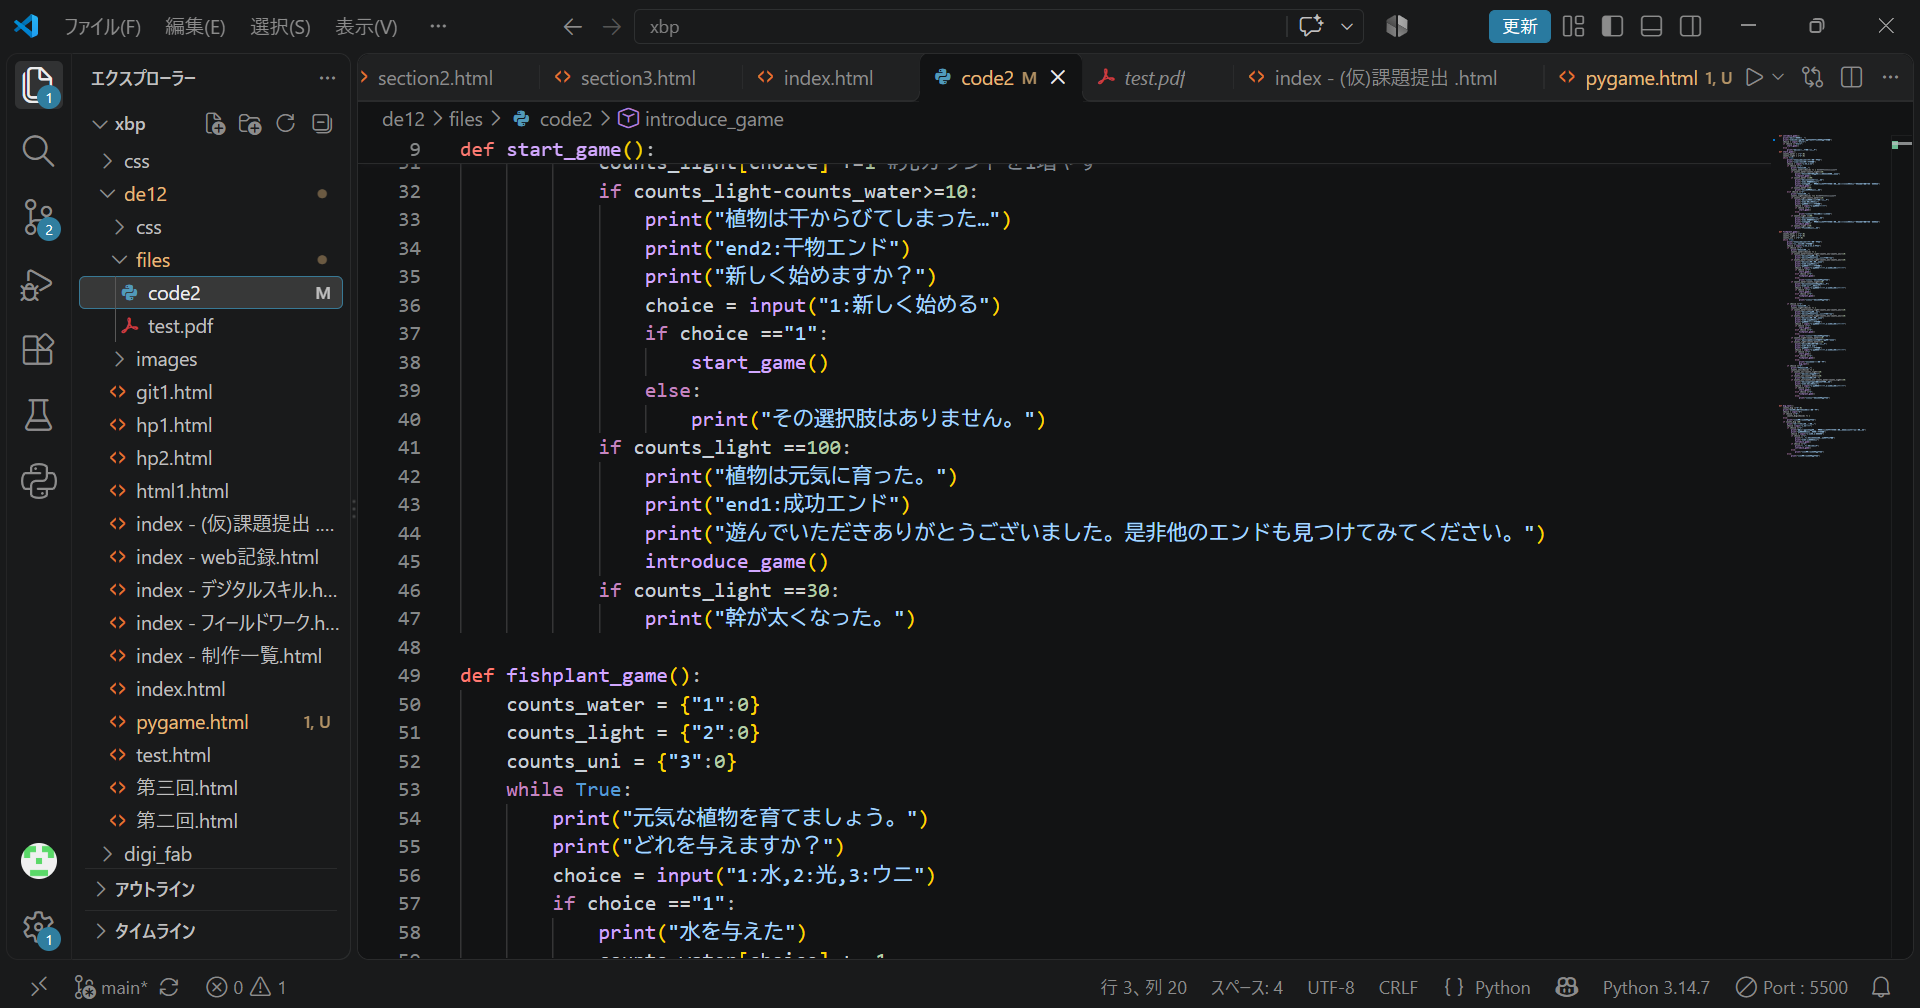 ファイル(F) 編集(E) 選択(S) 表示(V) … xbp 更新
エクスプローラー …
section2.html section3.html index.html code2 M test.pdf index - (仮)課題提出 .html pygame.html 1, U …
de12 files code2 introduce_game
xbp
css
de12
css
files
code2 M
test.pdf
images
git1.html
hp1.html
hp2.html
html1.html
index - (仮)課題提出 ....
index - web記録.html
index - デジタルスキル.h...
index - フィールドワーク.h...
index - 制作一覧.html
index.html
pygame.html 1, U
test.html
第三回.html
第二回.html
digi_fab
アウトライン
タイムライン
1
2
1
9 def start_game():
32 if counts_light-counts_water>=10:
33 print("植物は干からびてしまった…")
34 print("end2:干物エンド")
35 print("新しく始めますか？")
36 choice = input("1:新しく始める")
37 if choice =="1":
38 start_game()
39 else:
40 print("その選択肢はありません。")
41 if counts_light ==100:
42 print("植物は元気に育った。")
43 print("end1:成功エンド")
44 print("遊んでいただきありがとうございました。是非他のエンドも見つけてみてください。")
45 introduce_game()
46 if counts_light ==30:
47 print("幹が太くなった。")
48
49 def fishplant_game():
50 counts_water = {"1":0}
51 counts_light = {"2":0}
52 counts_uni = {"3":0}
53 while True:
54 print("元気な植物を育てましょう。")
55 print("どれを与えますか？")
56 choice = input("1:水,2:光,3:ウニ")
57 if choice =="1":
58 print("水を与えた")
main* 0 1 行 3、列 20 スペース: 4 UTF-8 CRLF { } Python Python 3.14.7 Port : 5500